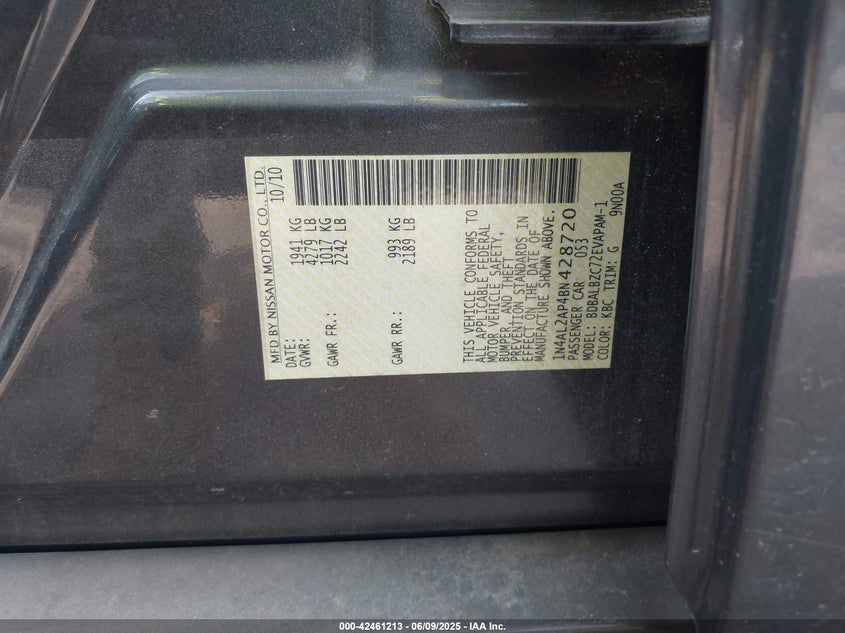 MFD BY NISSAN MOTOR CO., LTD.
DATE: 10/10
GVWR: 1941 KG
4279 LB
GAWR FR.: 1017 KG
2242 LB
GAWR RR.: 993 KG
2189 LB
THIS VEHICLE CONFORMS TO
ALL APPLICABLE FEDERAL
MOTOR VEHICLE SAFETY,
BUMPER, AND THEFT
PREVENTION STANDARDS IN
EFFECT ON THE DATE OF
MANUFACTURE SHOWN ABOVE.
1N4AL2AP4BN428720
PASSENGER CAR 053
MODEL: BDBALBZC72EVAPAM-1
COLOR: KBC TRIM: G 9N00A
000-42461213 - 06/09/2025 - IAA Inc.